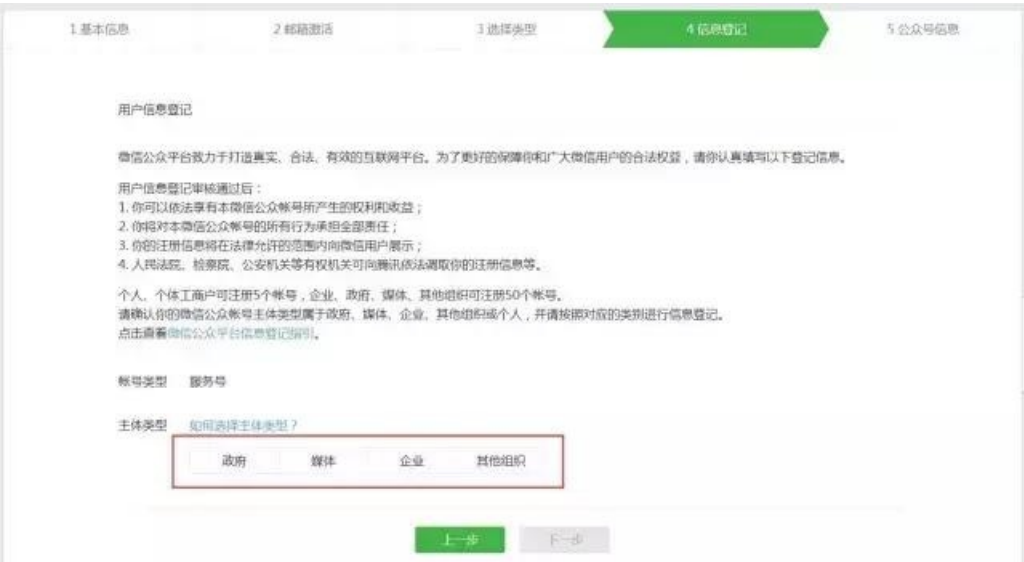 1 基本信息
2 邮箱激活
3 选择类型
4 信息登记
5 公众号信息
用户信息登记
微信公众平台致力于打造真实、合法、有效的互联网平台。为了更好的保障你和广大微信用户的合法权益，请你认真填写以下登记信息。
用户信息登记审核通过后：
1. 你可以依法享有本微信公众帐号所产生的权利和收益；
2. 你将对本微信公众帐号的所有行为承担全部责任；
3. 你的注册信息将在法律允许的范围内向微信用户展示；
4. 人民法院、检察院、公安机关等有权机关可向腾讯依法调取你的注册信息等。
个人、个体工商户可注册5个帐号，企业、政府、媒体、其他组织可注册50个帐号。
请确认你的微信公众帐号主体类型属于政府、媒体、企业、其他组织或个人，并请按照对应的类别进行信息登记。
点击查看微信公众平台信息登记指引。
帐号类型 服务号
主体类型 如何选择主体类型？
政府 媒体 企业 其他组织
上一步 下一步